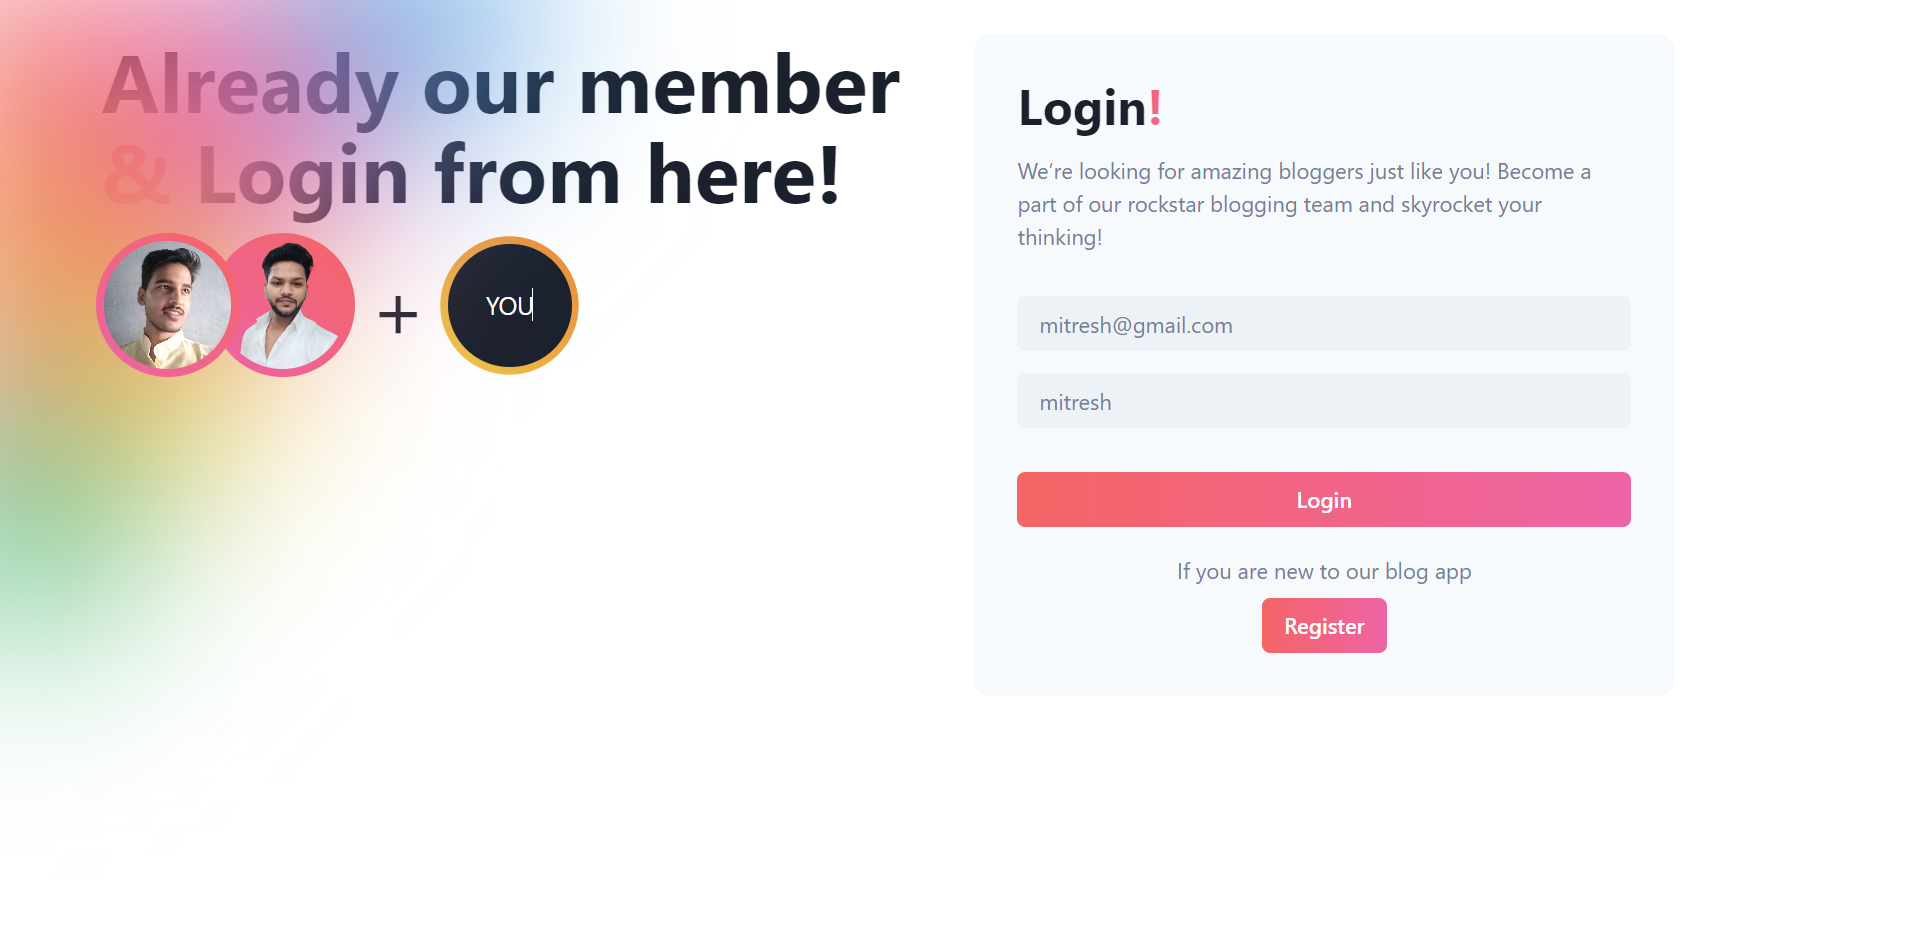 Already our member
& Login from here!
+
YOU
Login!
We’re looking for amazing bloggers just like you! Become a
part of our rockstar blogging team and skyrocket your
thinking!
mitresh@gmail.com
mitresh
Login
If you are new to our blog app
Register